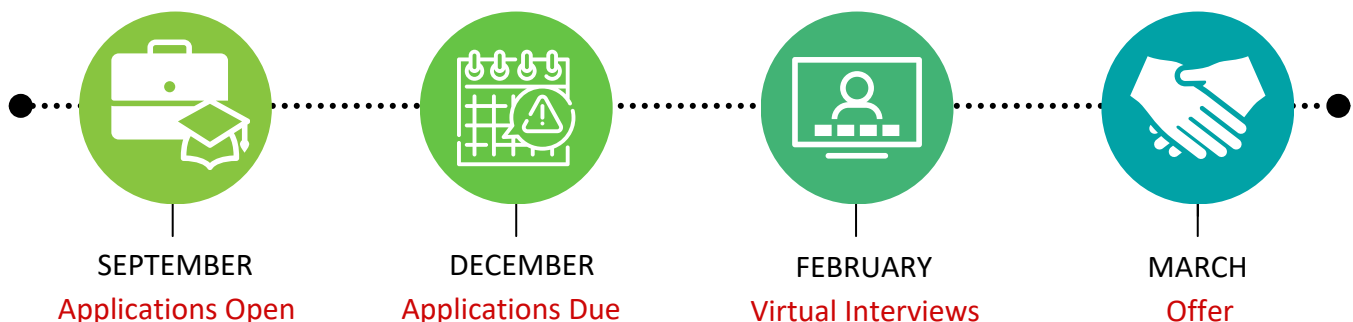 SEPTEMBER
Applications Open
DECEMBER
Applications Due
FEBRUARY
Virtual Interviews
MARCH
Offer